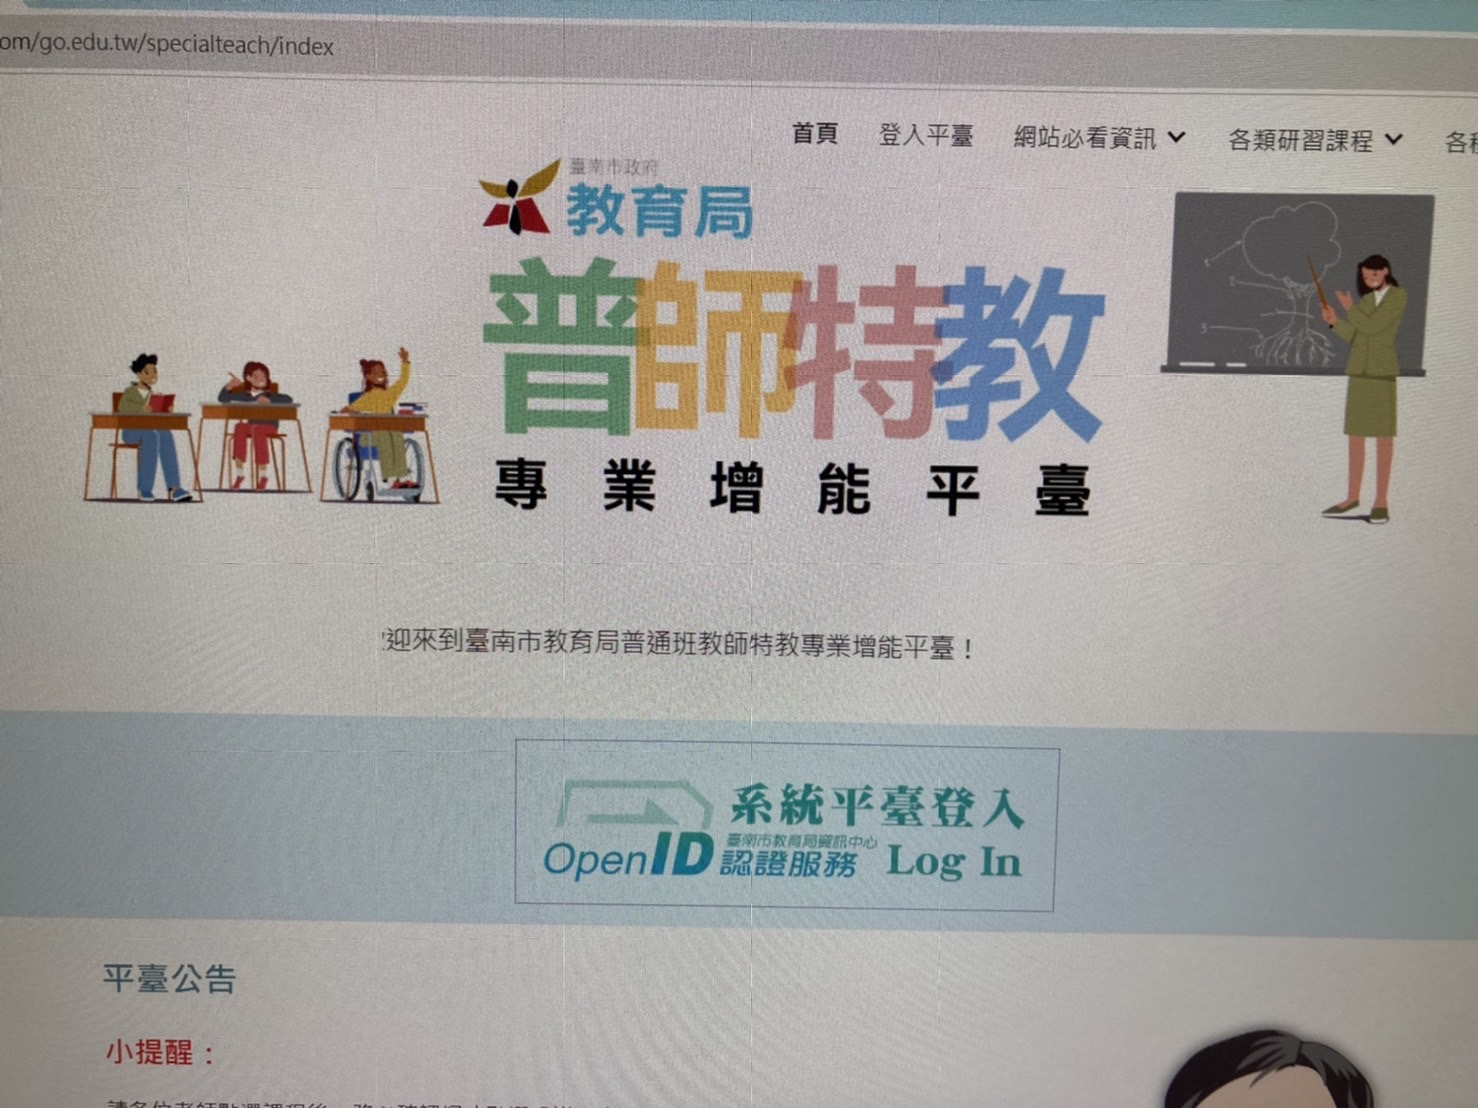 om/go.edu.tw/specialteach/index
首頁 登入平臺 網站必看資訊 各類研習課程 各種
臺南市政府
教育局
普師特教
專業增能平臺
迎來到臺南市教育局普通班教師特教專業增能平臺！
系統平臺登入
OpenID 臺南市教育局資訊中心
認證服務 Log In
平臺公告
小提醒：